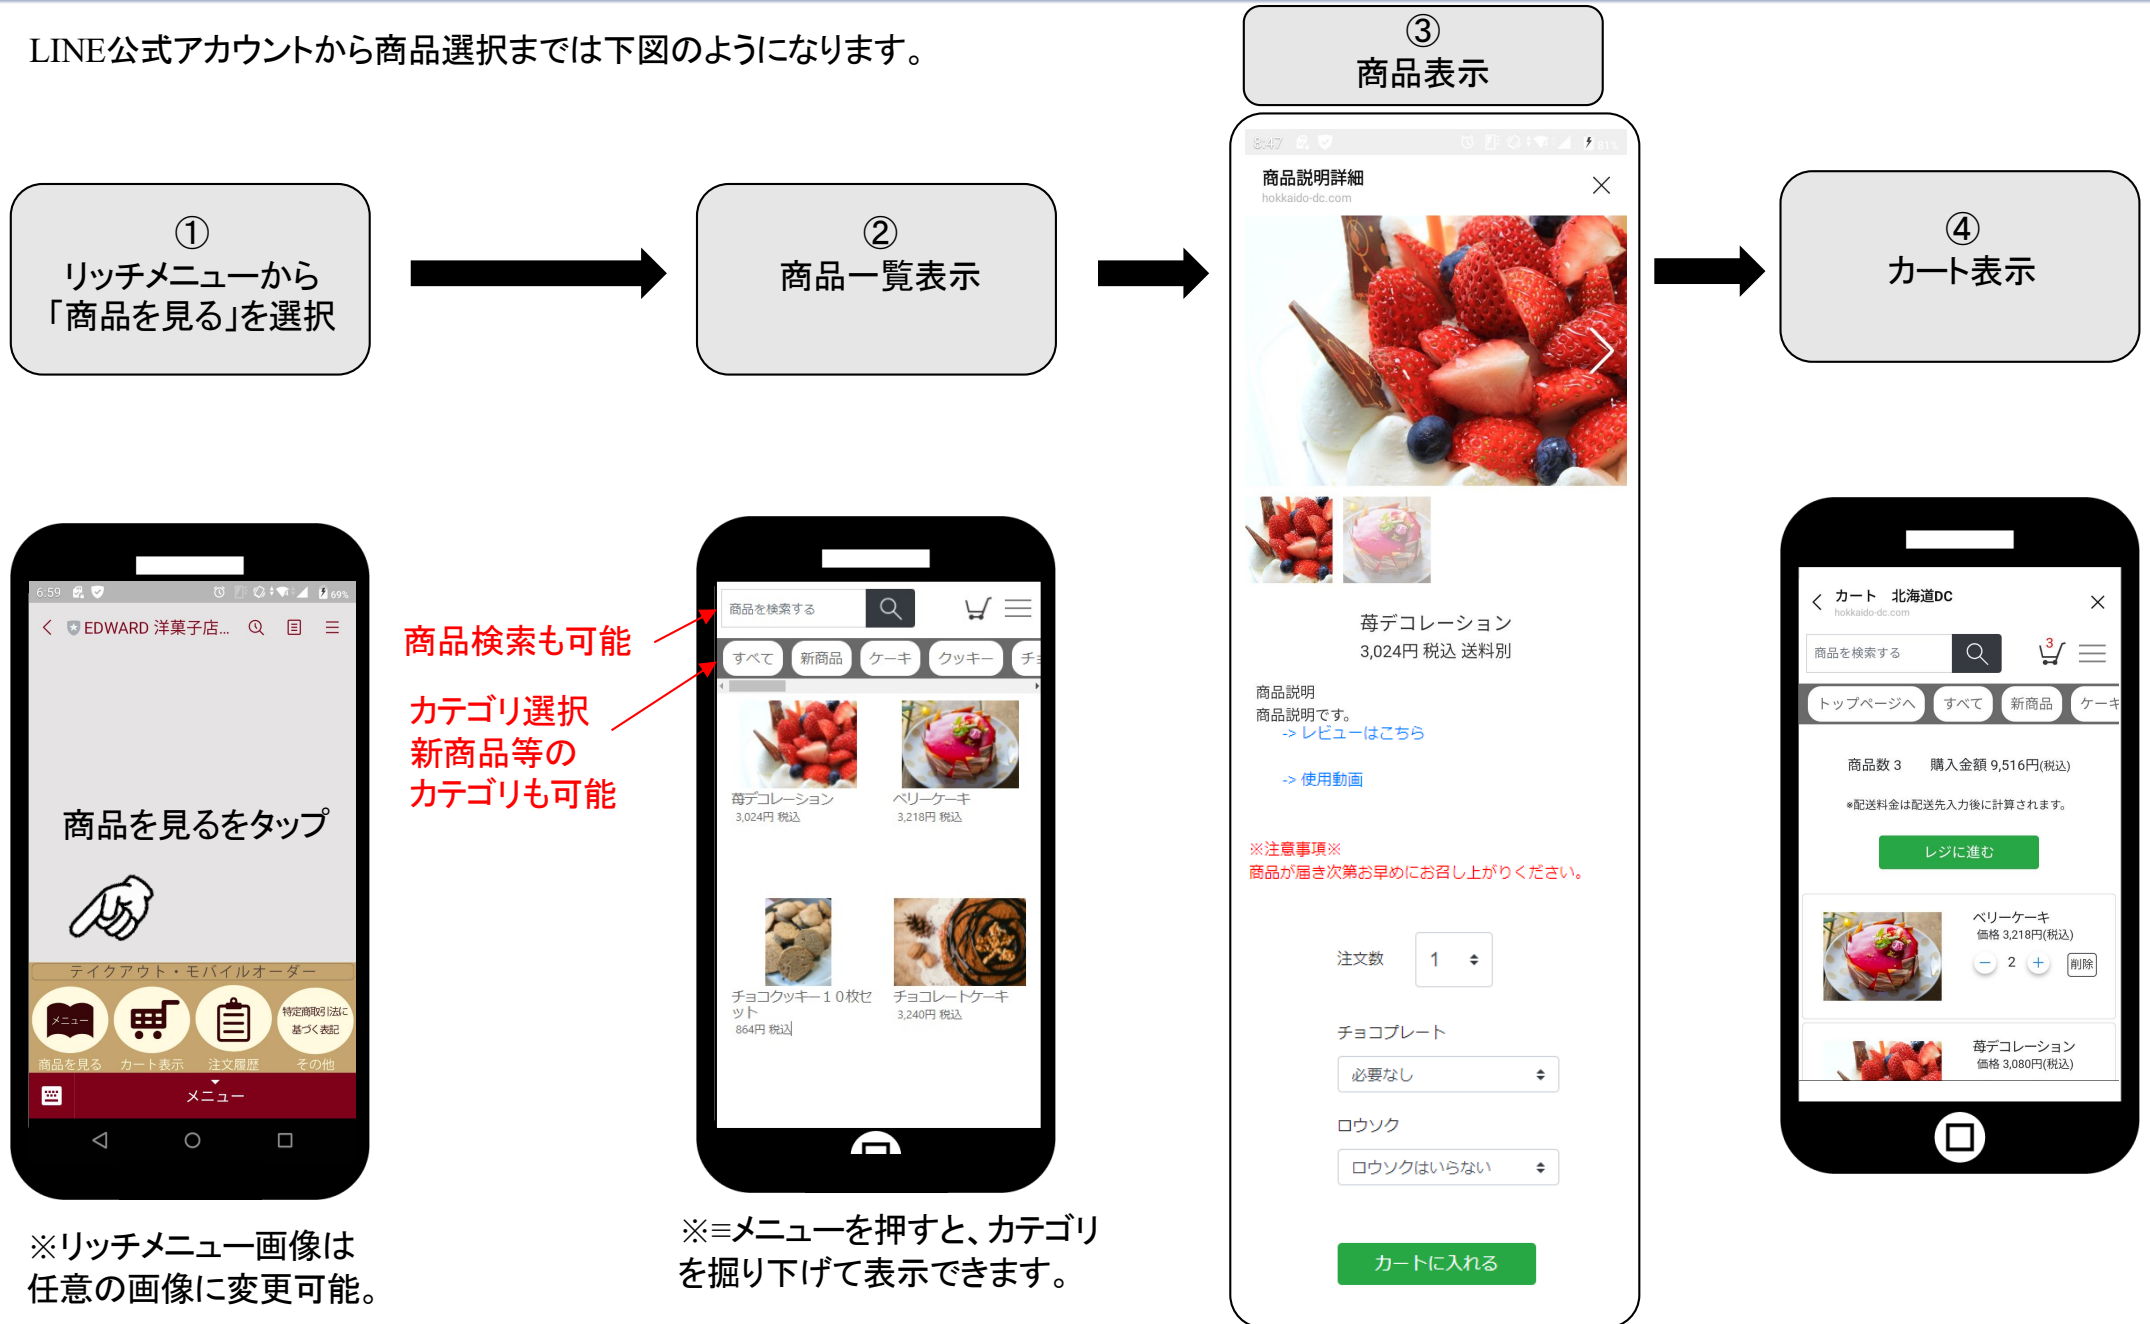 LINE公式アカウントから商品選択までは下図のようになります。
①
リッチメニューから
「商品を見る」を選択
②
商品一覧表示
③
商品表示
④
カート表示
6:59
69%
EDWARD 洋菓子店...
商品を見るをタップ
テイクアウト・モバイルオーダー
メニュー
特定商取引法に
基づく表記
商品を見る
カート表示
注文履歴
その他
メニュー
※リッチメニュー画像は
任意の画像に変更可能。
商品検索も可能
カテゴリ選択
新商品等の
カテゴリも可能
商品を検索する
すべて
新商品
ケーキ
クッキー
チョ
苺デコレーション
3,024円 税込
ベリーケーキ
3,218円 税込
チョコクッキー１０枚セ
ット
864円 税込
チョコレートケーキ
3,240円 税込
※≡メニューを押すと、カテゴリ
を掘り下げて表示できます。
8:47
81%
商品説明詳細
hokkaido-dc.com
苺デコレーション
3,024円 税込 送料別
商品説明
商品説明です。
-> レビューはこちら
-> 使用動画
※注意事項※
商品が届き次第お早めにお召し上がりください。
注文数
1
チョコプレート
必要なし
ロウソク
ロウソクはいらない
カートに入れる
カート 北海道DC
hokkaido-dc.com
商品を検索する
3
トップページへ
すべて
新商品
ケーキ
商品数 3 購入金額 9,516円(税込)
*配送料金は配送先入力後に計算されます。
レジに進む
ベリーケーキ
価格 3,218円(税込)
2
削除
苺デコレーション
価格 3,080円(税込)